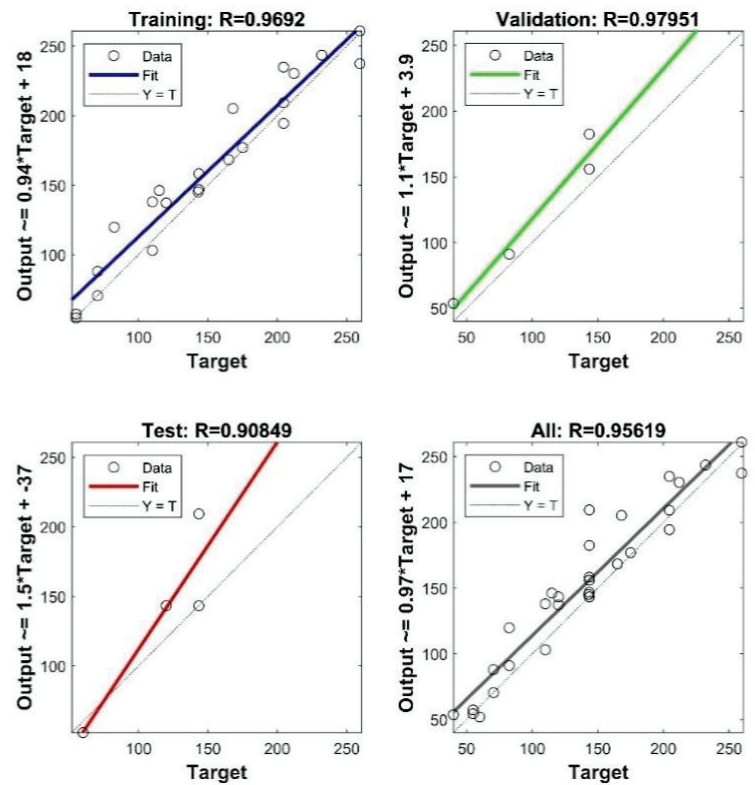 Training: R=0.9692
Output ~= 0.94*Target + 18
250
200
150
100
Data
Fit
Y = T
100 150 200 250
Target
Validation: R=0.97951
Output ~= 1.1*Target + 3.9
250
200
150
100
50
Data
Fit
Y = T
50 100 150 200 250
Target
Test: R=0.90849
Output ~= 1.5*Target + -37
250
200
150
100
Data
Fit
Y = T
100 150 200 250
Target
All: R=0.95619
Output ~= 0.97*Target + 17
250
200
150
100
50
Data
Fit
Y = T
50 100 150 200 250
Target